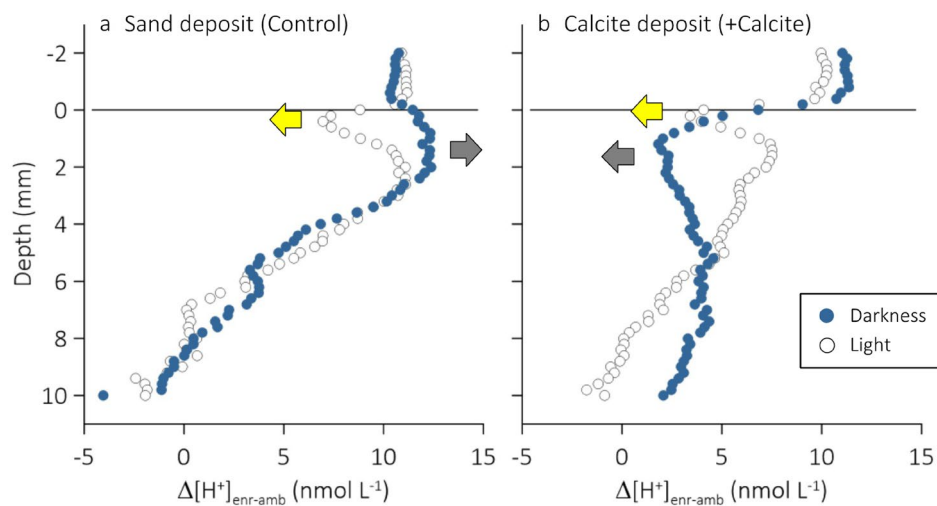 a Sand deposit (Control)
b Calcite deposit (+Calcite)
-2
0
2
4
6
8
10
Depth (mm)
-5
0
5
10
15
-5
0
5
10
15
Δ[H⁺]enr-amb (nmol L⁻¹)
Δ[H⁺]enr-amb (nmol L⁻¹)
Darkness
Light